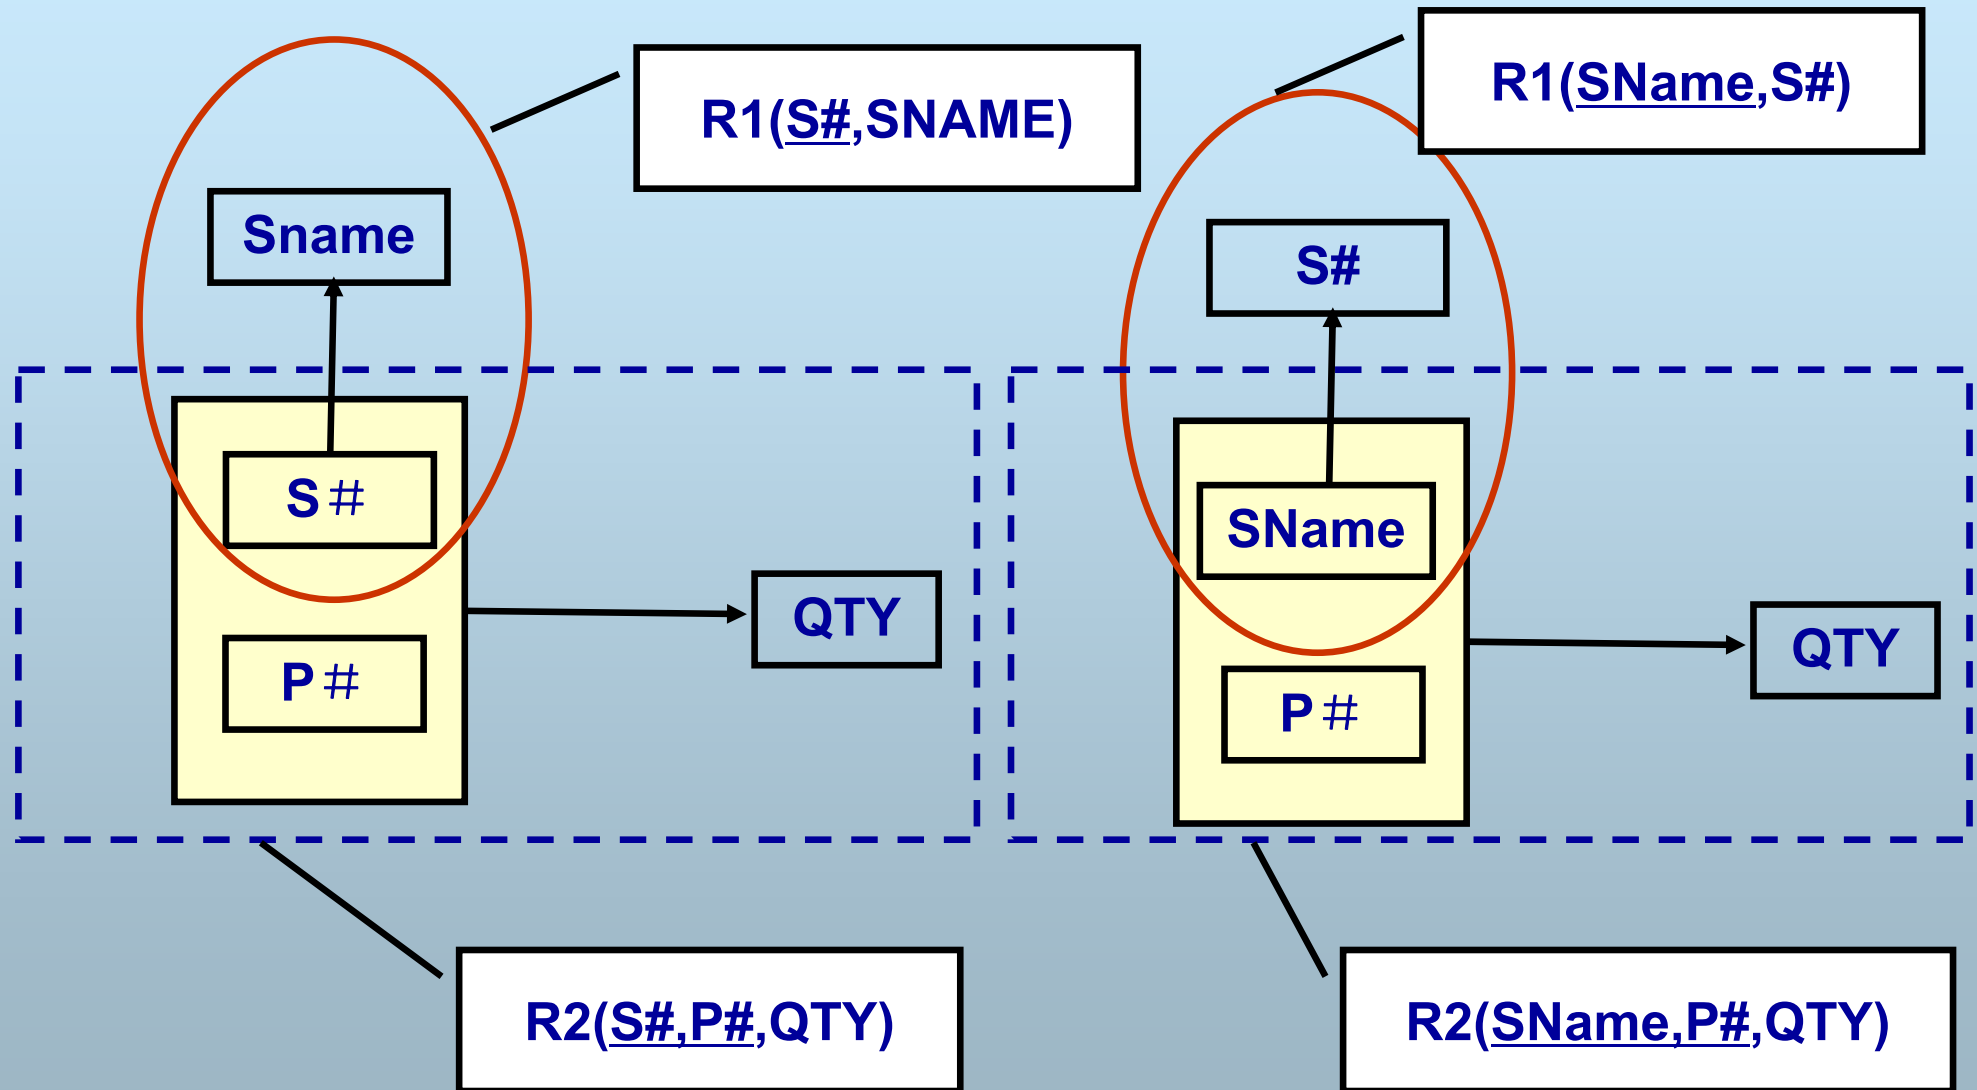 R1(S#,SNAME)
Sname
S#
P#
QTY
R2(S#,P#,QTY)
R1(SName,S#)
S#
SName
P#
QTY
R2(SName,P#,QTY)